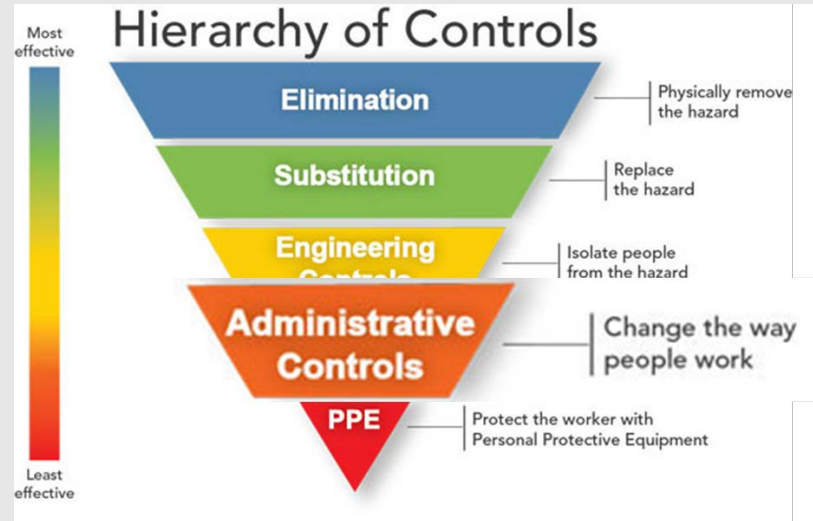 Hierarchy of Controls
Most
effective
Elimination
Physically remove
the hazard
Substitution
Replace
the hazard
Engineering
Controls
Isolate people
from the hazard
Administrative
Controls
Change the way
people work
PPE
Protect the worker with
Personal Protective Equipment
Least
effective